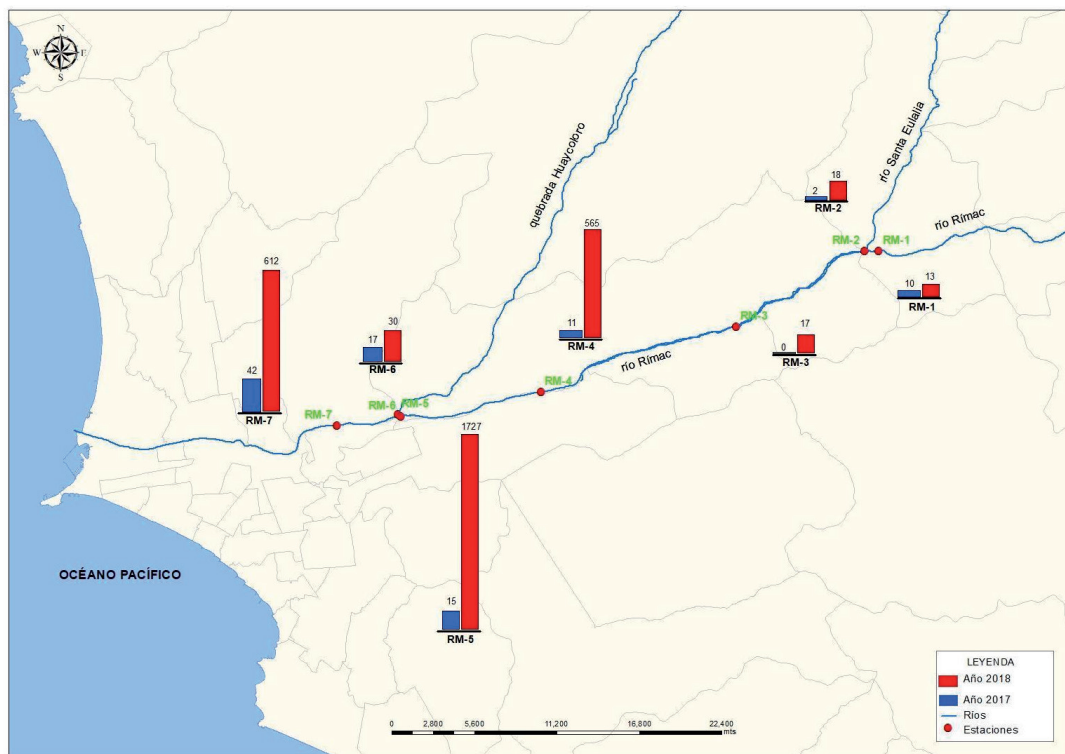 N
W E
S
quebrada Huaycoloro
río Santa Eulalia
río Rímac
2 18
RM-2
RM-2 RM-1
10 13
RM-1
565
11
RM-4
612
42
RM-7
17 30
RM-6
RM-3
0 17
RM-3
río Rímac
RM-4
RM-6 RM-5
RM-7
1727
15
RM-5
OCÉANO PACÍFICO
LEYENDA
Año 2018
Año 2017
Ríos
Estaciones
0 2,800 5,600 11,200 16,800 22,400
mts